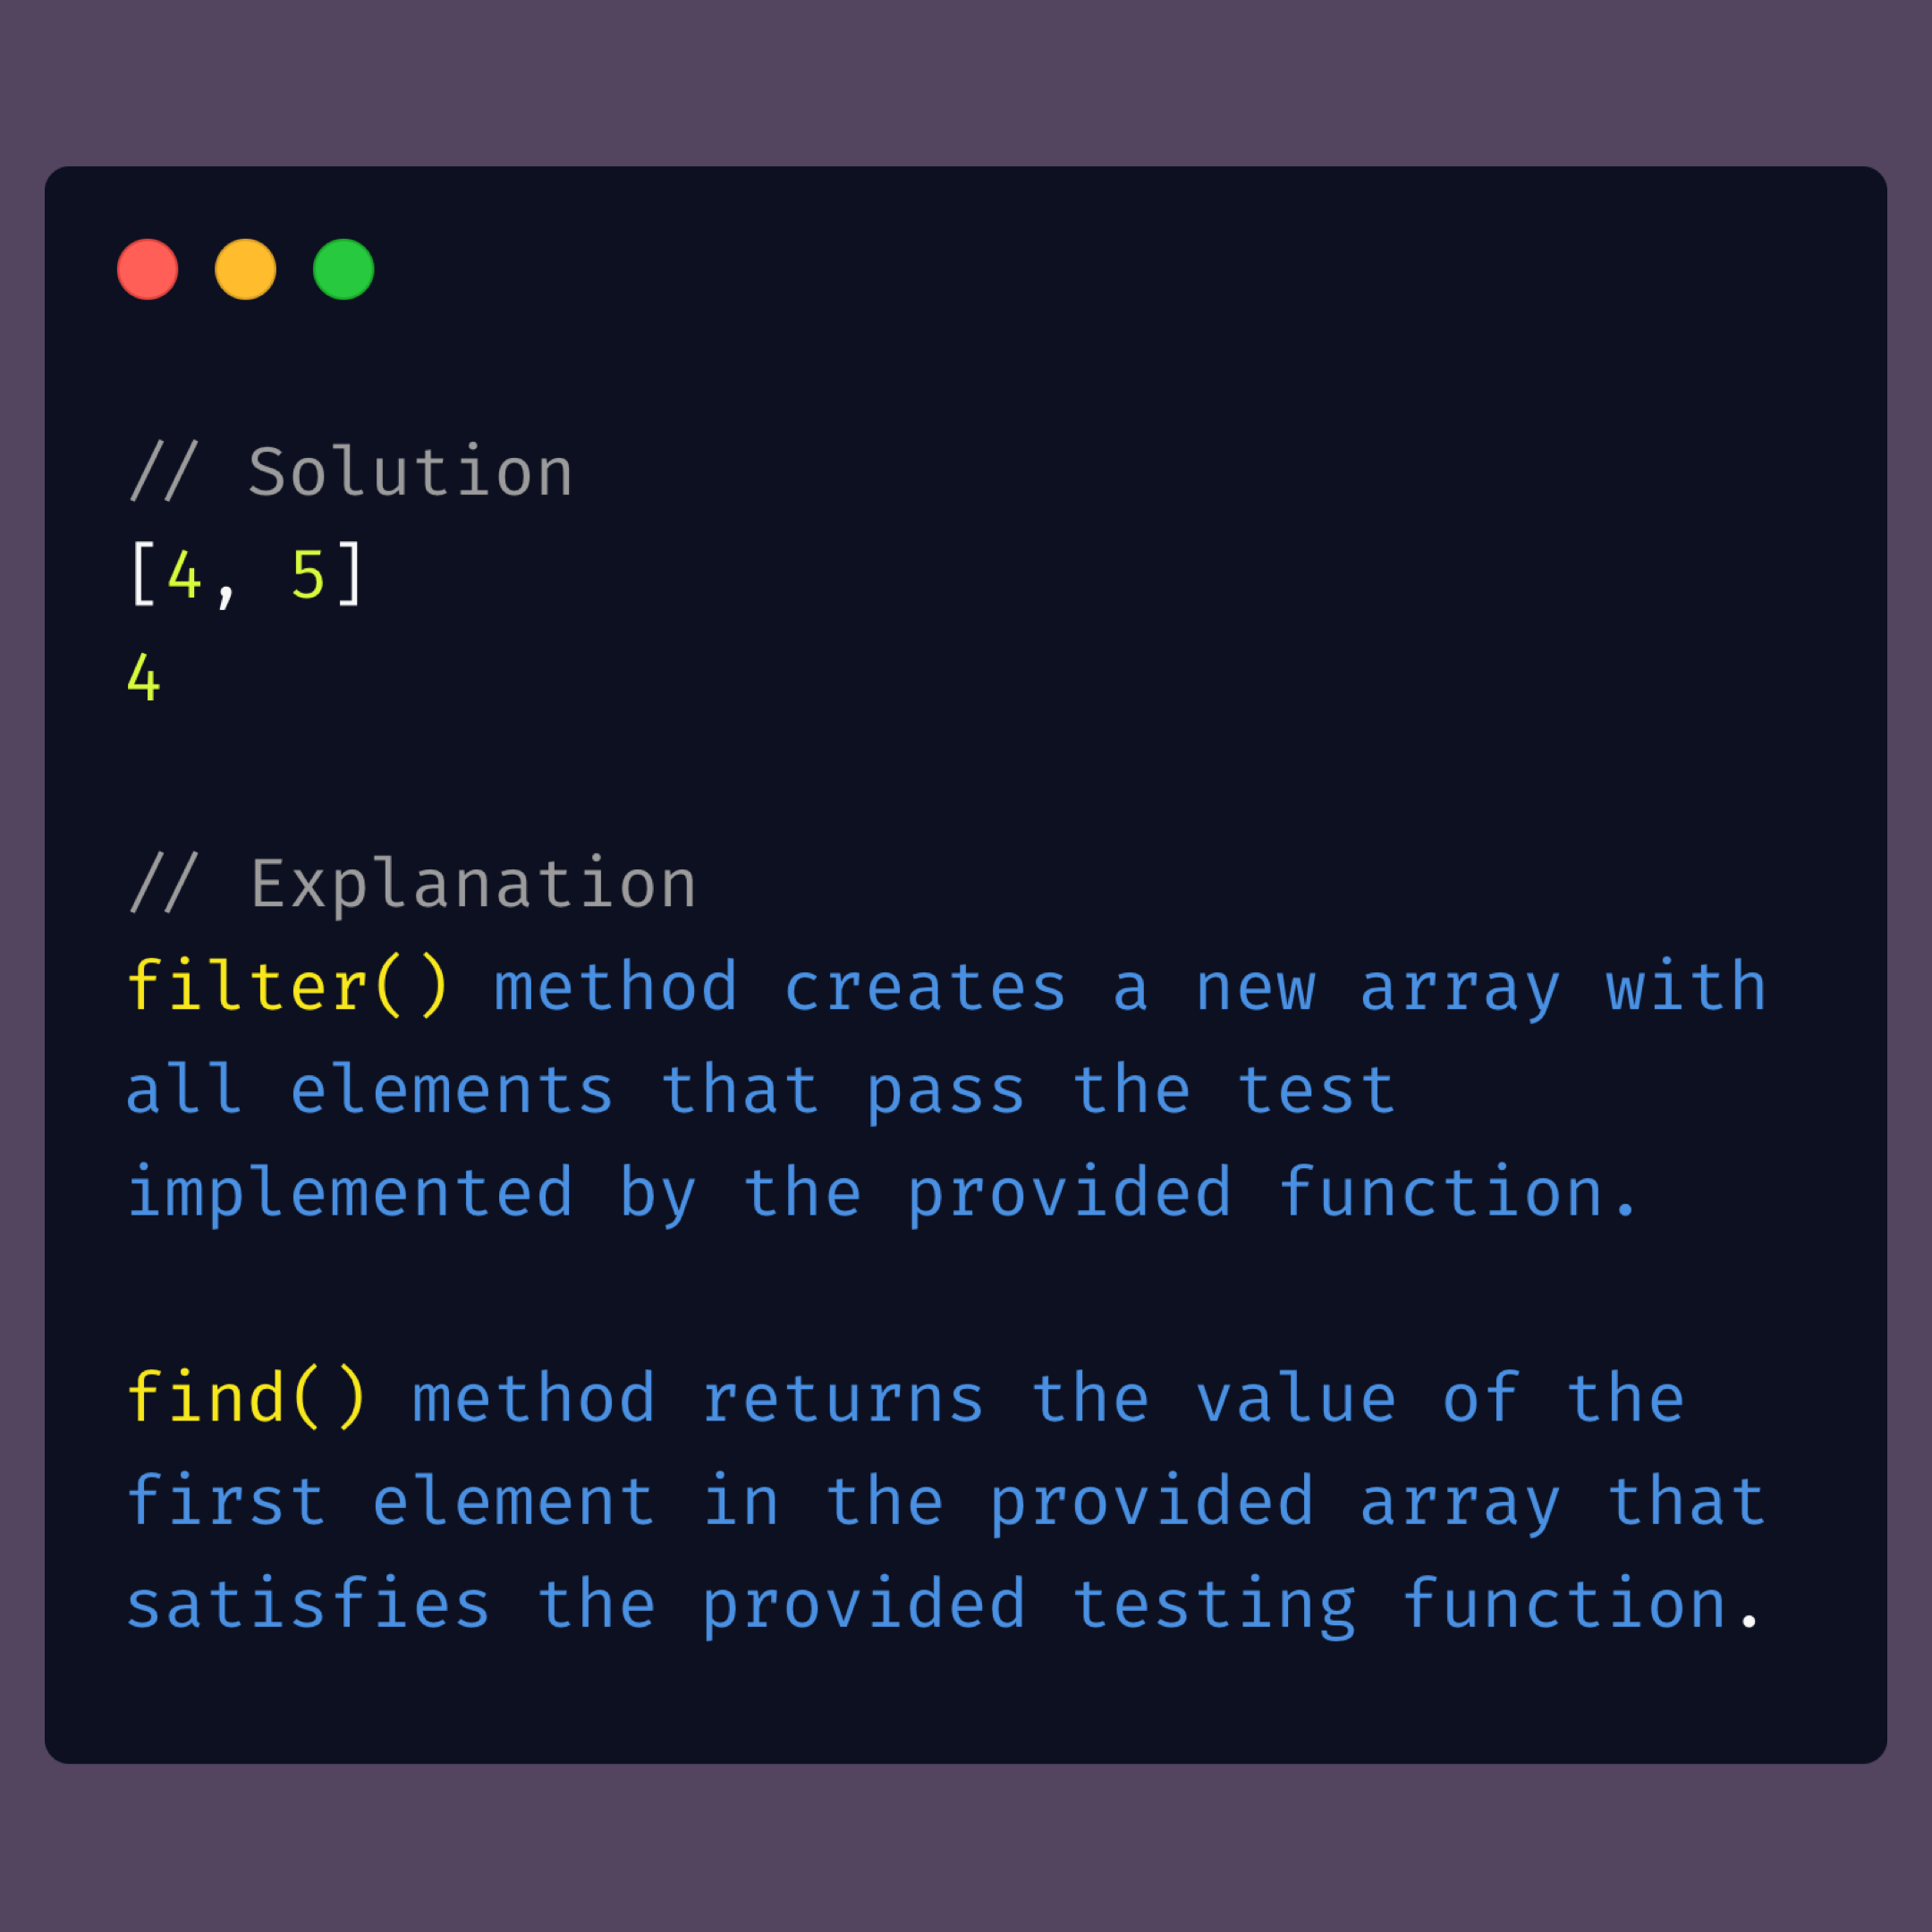 // Solution
[4, 5]
4
// Explanation
filter() method creates a new array with
all elements that pass the test
implemented by the provided function.
find() method returns the value of the
first element in the provided array that
satisfies the provided testing function.